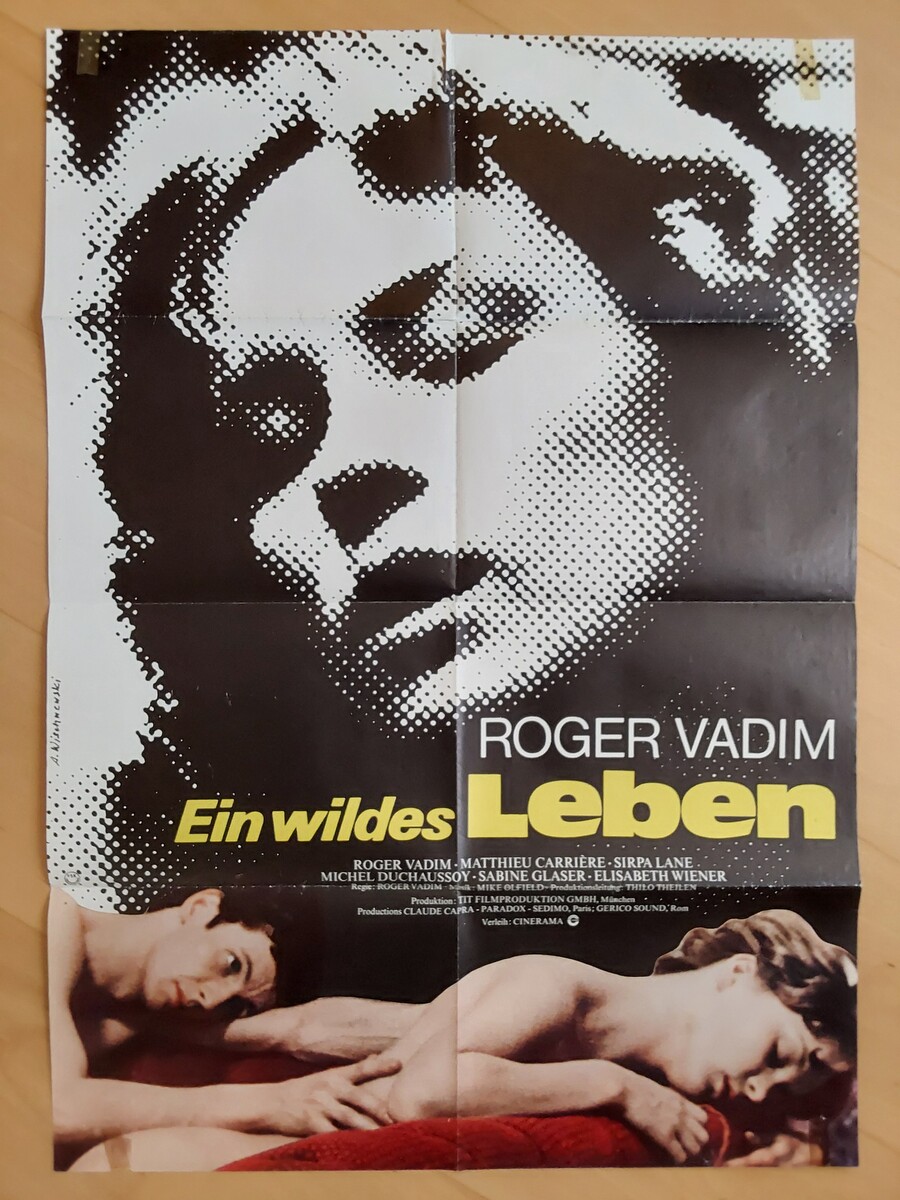 ROGER VADIM
Ein wildes Leben
ROGER VADIM · MATTHIEU CARRIÈRE · SIRPA LANE
MICHEL DUCHAUSSOY · SABINE GLASER · ELISABETH WIENER
Regie: ROGER VADIM - Musik: MIKE OLFIELD - Produktionsleitung: THILO THEILEN
Produktion: TIT FILMPRODUKTION GMBH, München
Productions CLAUDE CAPRA - PARADOX - SEDIMO, Paris; GERICO SOUND, Rom
Verleih: CINERAMA